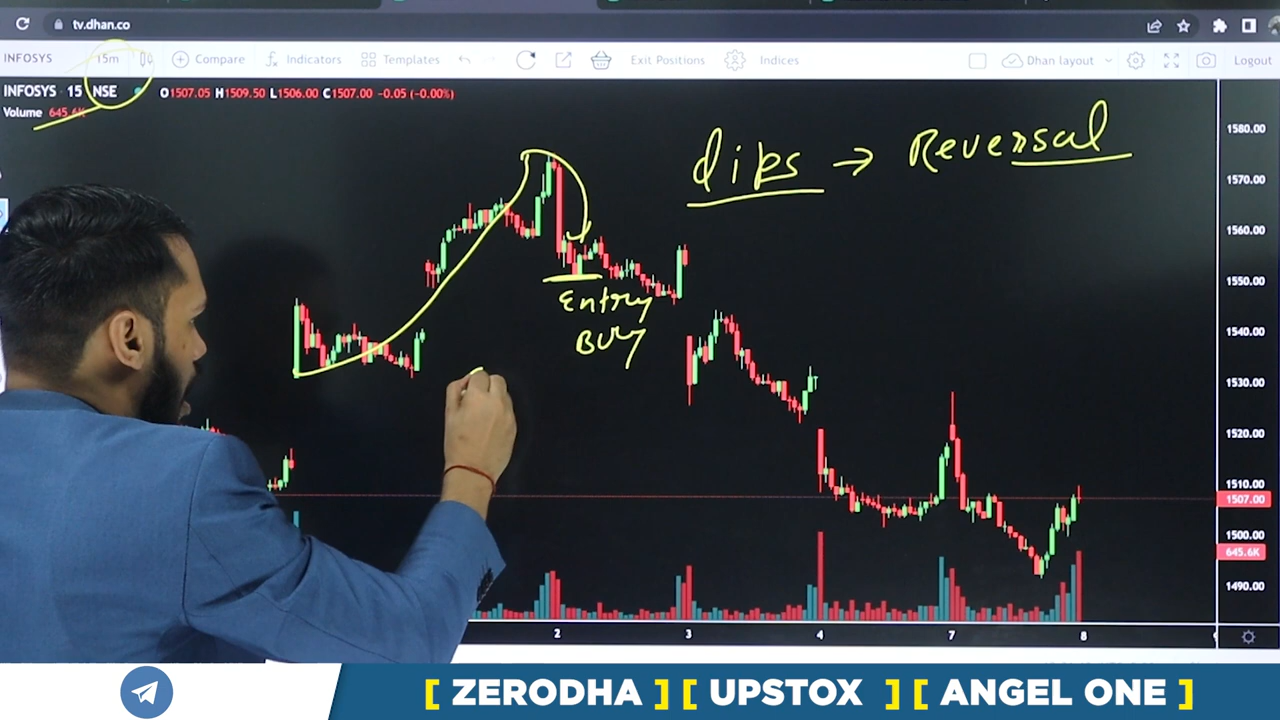 tv.dhan.co
INFOSYS 15m Compare Indicators Templates Exit Positions Indices Dhan layout Logout
INFOSYS · 15 NSE O1507.05 H1509.50 L1506.00 C1507.00 -0.05 (-0.00%)
Volume 645.6K
dips → Reversal
Entry
Buy
1580.00
1570.00
1560.00
1550.00
1540.00
1530.00
1520.00
1510.00
1507.00
1500.00
645.6K
1490.00
2 3 4 7 8
[ ZERODHA ] [ UPSTOX ] [ ANGEL ONE ]